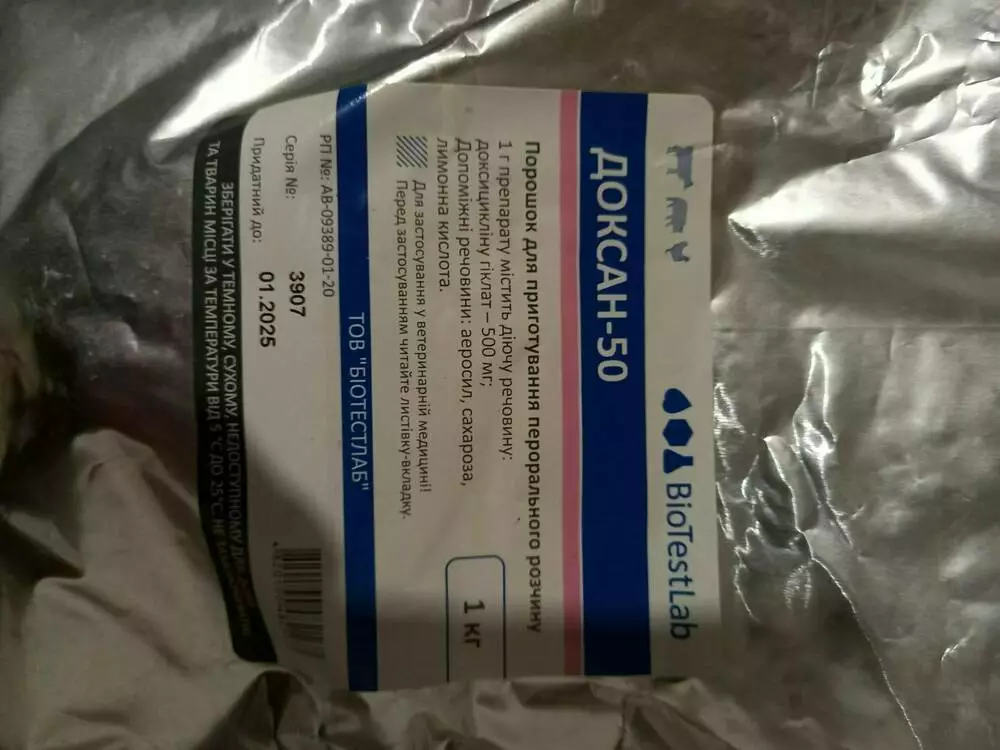 BioTestLab
ДОКСАН-50
Порошок для приготування перорального розчину
1 г препарату містить діючу речовину:
доксицикліну гіклат – 500 мг;
Допоміжні речовини: аеросил, сахароза,
лимонна кислота.
1 кг
Для застосування у ветеринарній медицині!
Перед застосуванням читайте листівку-вкладку.
ТОВ "БІОТЕСТЛАБ"
РП №: АВ-09389-01-20
Серія №: 3907
Придатний до: 01.2025
ЗБЕРІГАТИ У ТЕМНОМУ, СУХОМУ, НЕДОСТУПНОМУ ДЛЯ
ТА ТВАРИН МІСЦІ ЗА ТЕМПЕРАТУРИ ВІД 5 °С ДО 25°С. НЕ